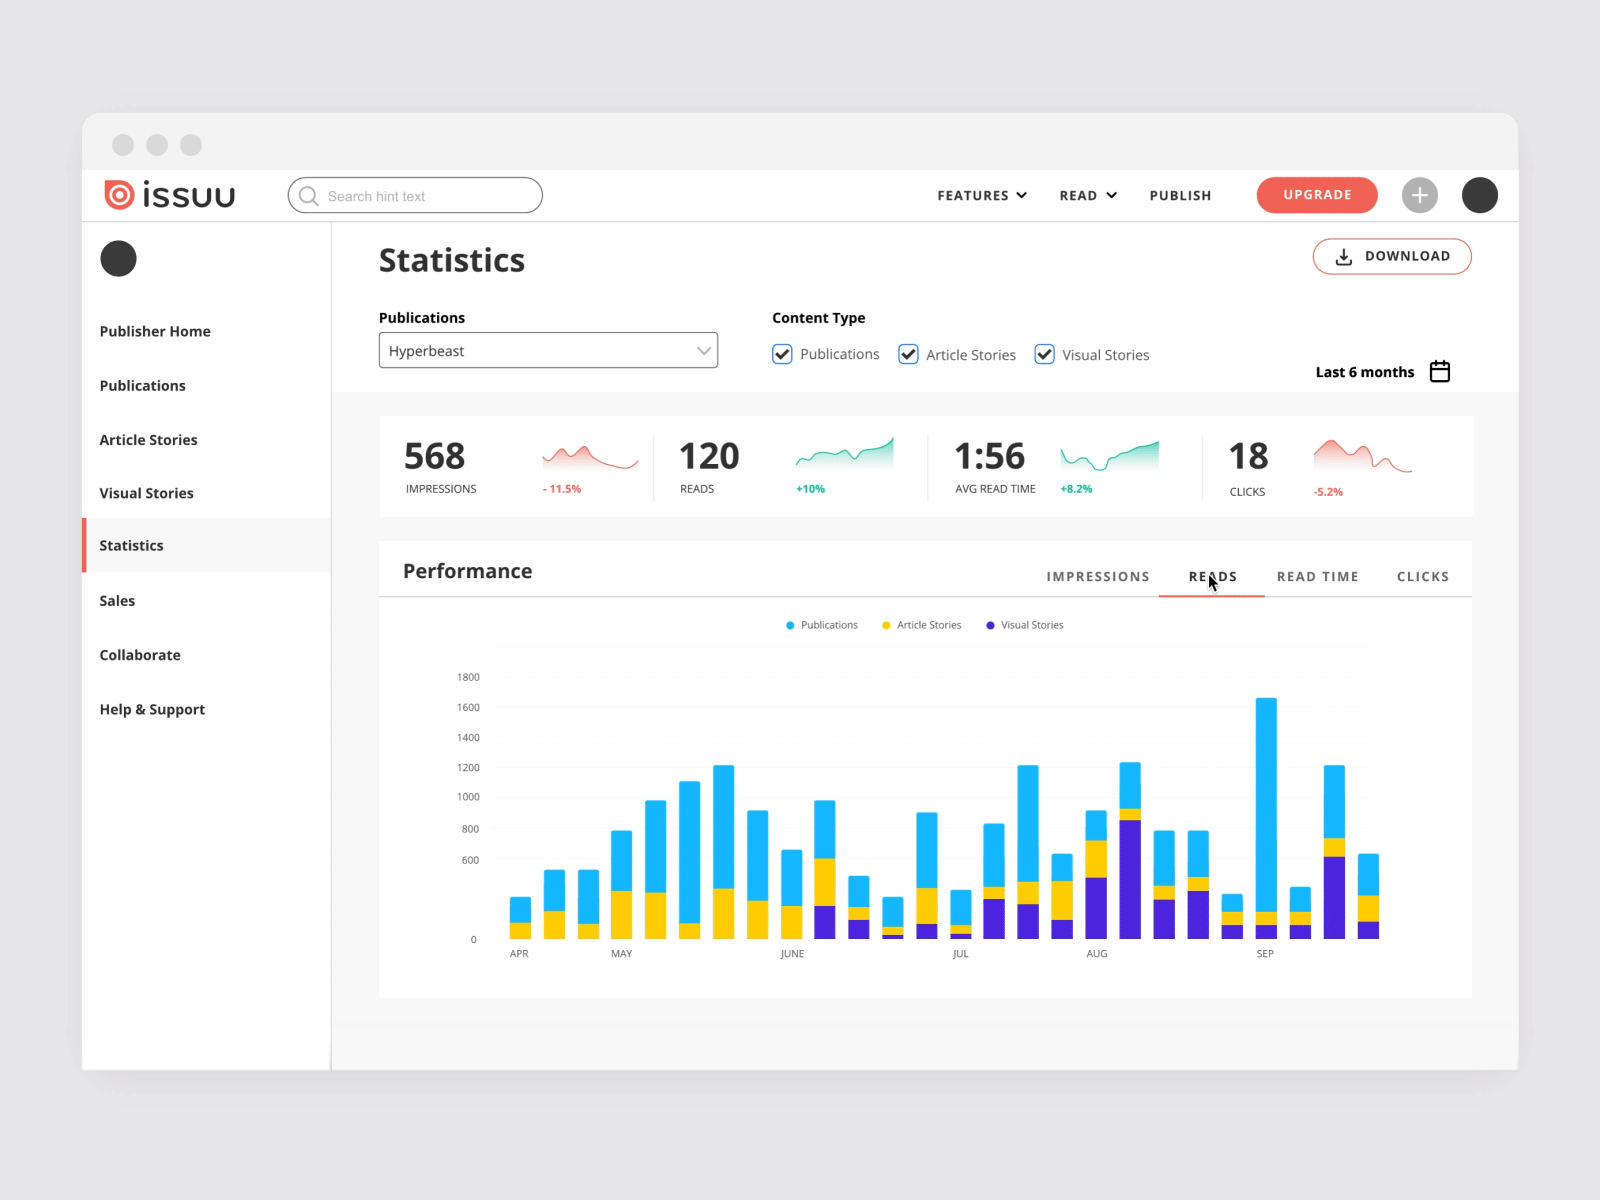 issuu
Search hint text
FEATURES
READ
PUBLISH
UPGRADE
Statistics
DOWNLOAD
Publisher Home
Publications
Article Stories
Visual Stories
Statistics
Sales
Collaborate
Help & Support
Publications
Hyperbeast
Content Type
Publications
Article Stories
Visual Stories
Last 6 months
568
IMPRESSIONS
- 11.5%
120
READS
+10%
1:56
AVG READ TIME
+8.2%
18
CLICKS
-5.2%
Performance
IMPRESSIONS
READS
READ TIME
CLICKS
Publications
Article Stories
Visual Stories
1800
1600
1400
1200
1000
800
600
0
APR
MAY
JUNE
JUL
AUG
SEP